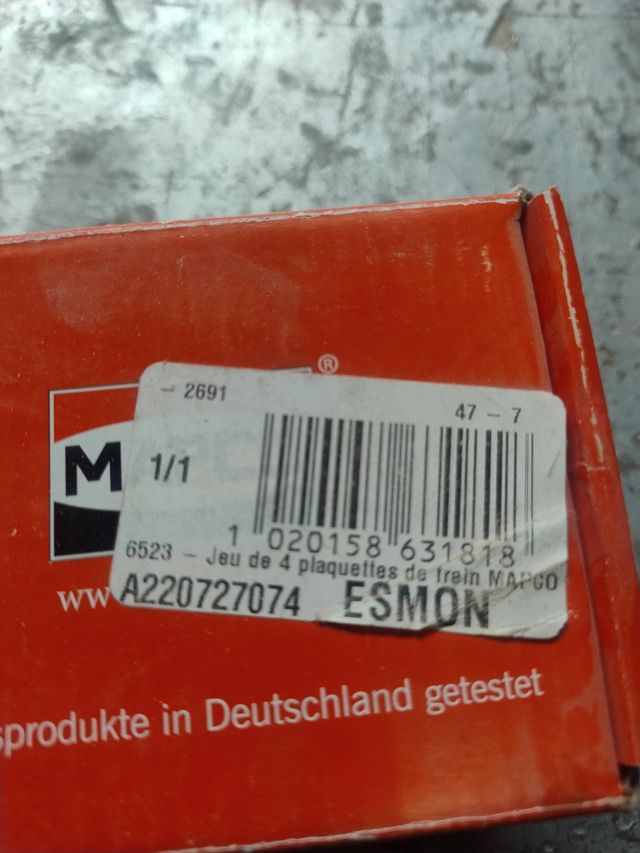 ®
- 2691
47 - 7
M
1/1
1 020158 631818
6523 - Jeu de 4 plaquettes de frein MAPCO
A220727074 ESMON
ww
sprodukte in Deutschland getestet